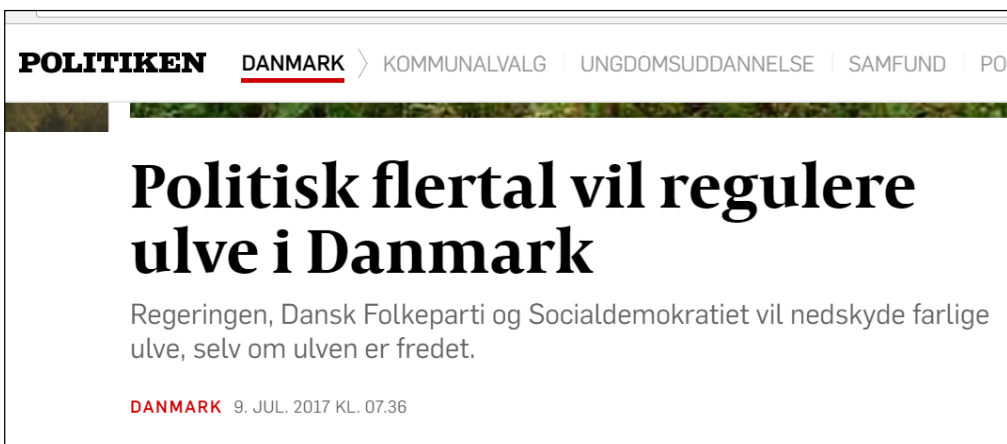 POLITIKEN DANMARK KOMMUNALVALG UNGDOMSUDDANNELSE SAMFUND PO
Politisk flertal vil regulere
ulve i Danmark
Regeringen, Dansk Folkeparti og Socialdemokratiet vil nedskyde farlige
ulve, selv om ulven er fredet.
DANMARK 9. JUL. 2017 KL. 07.36